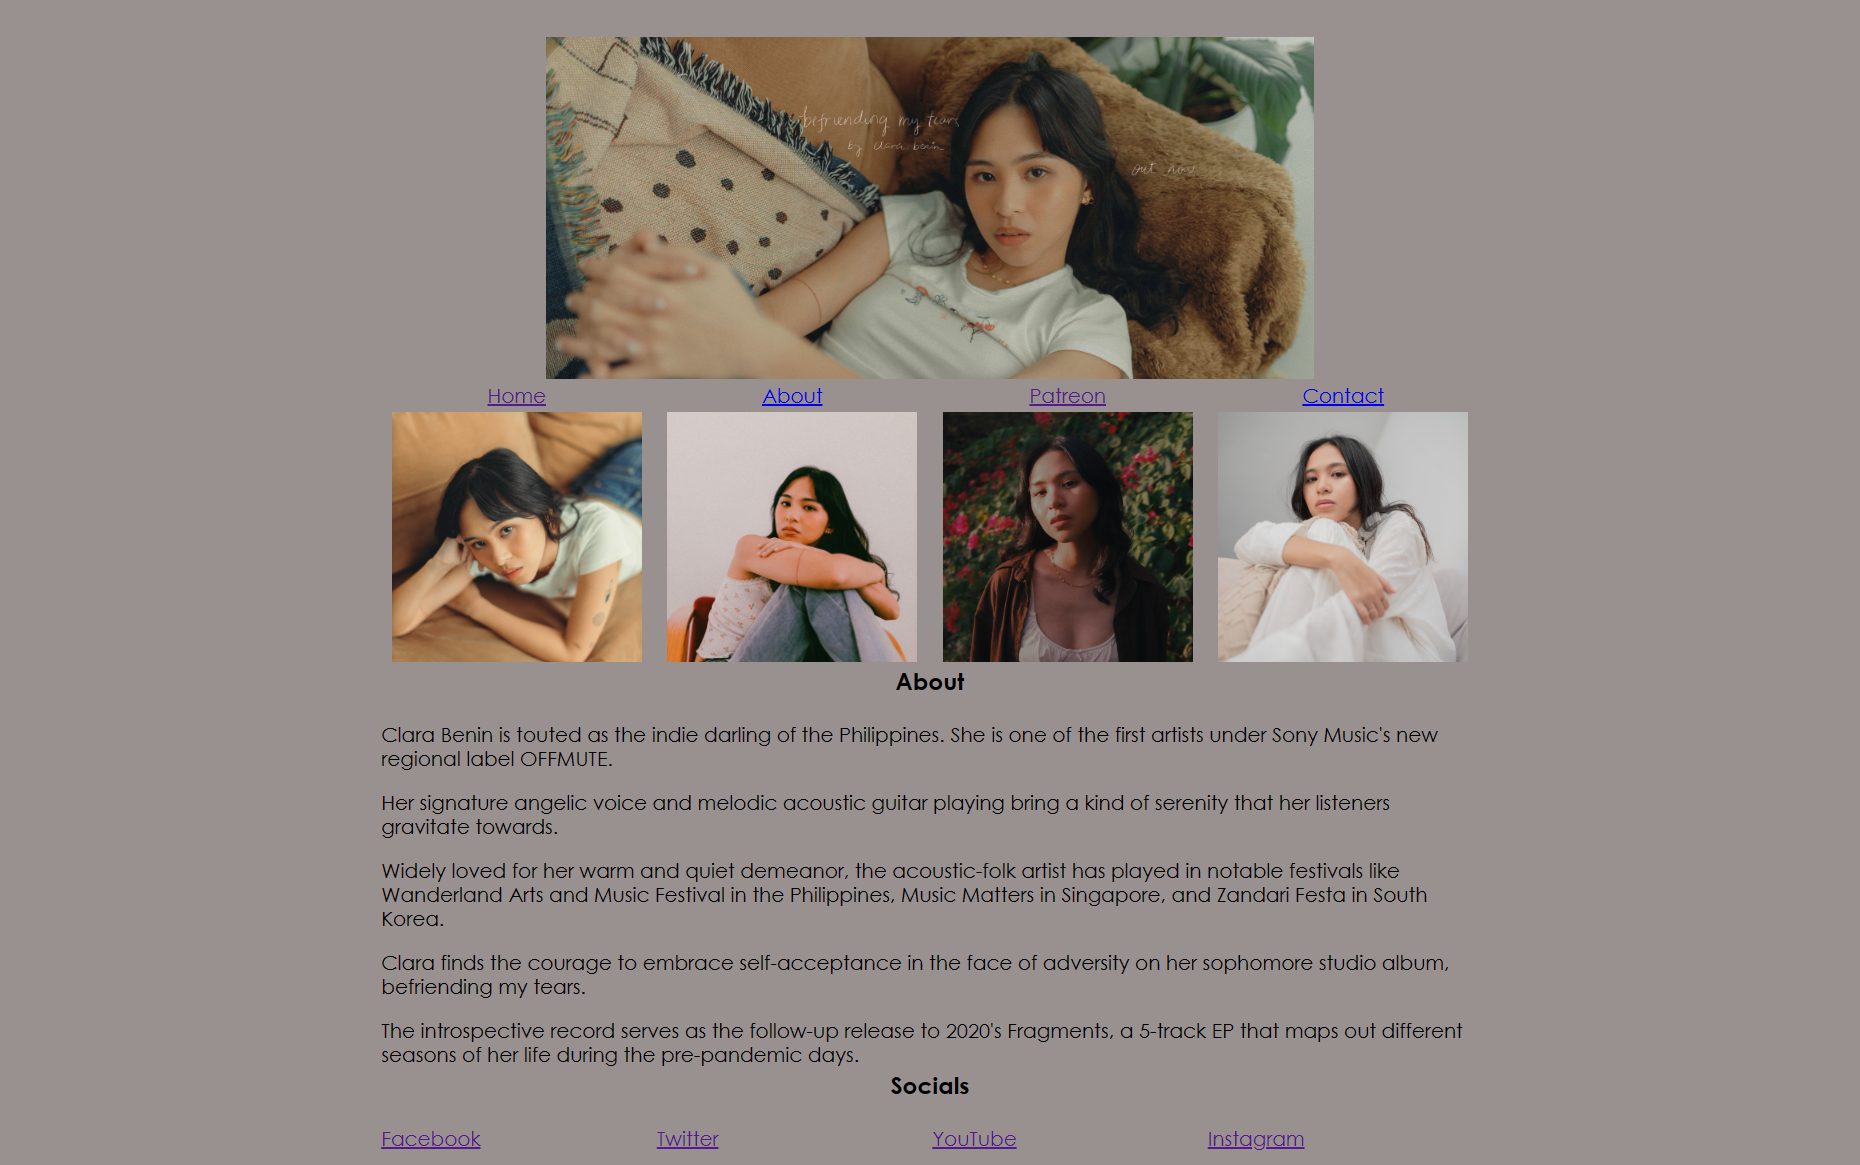 befriending my tears
by clara benin
out now
Home About Patreon Contact
About
Clara Benin is touted as the indie darling of the Philippines. She is one of the first artists under Sony Music's new
regional label OFFMUTE.
Her signature angelic voice and melodic acoustic guitar playing bring a kind of serenity that her listeners
gravitate towards.
Widely loved for her warm and quiet demeanor, the acoustic-folk artist has played in notable festivals like
Wanderland Arts and Music Festival in the Philippines, Music Matters in Singapore, and Zandari Festa in South
Korea.
Clara finds the courage to embrace self-acceptance in the face of adversity on her sophomore studio album,
befriending my tears.
The introspective record serves as the follow-up release to 2020's Fragments, a 5-track EP that maps out different
seasons of her life during the pre-pandemic days.
Socials
Facebook Twitter YouTube Instagram